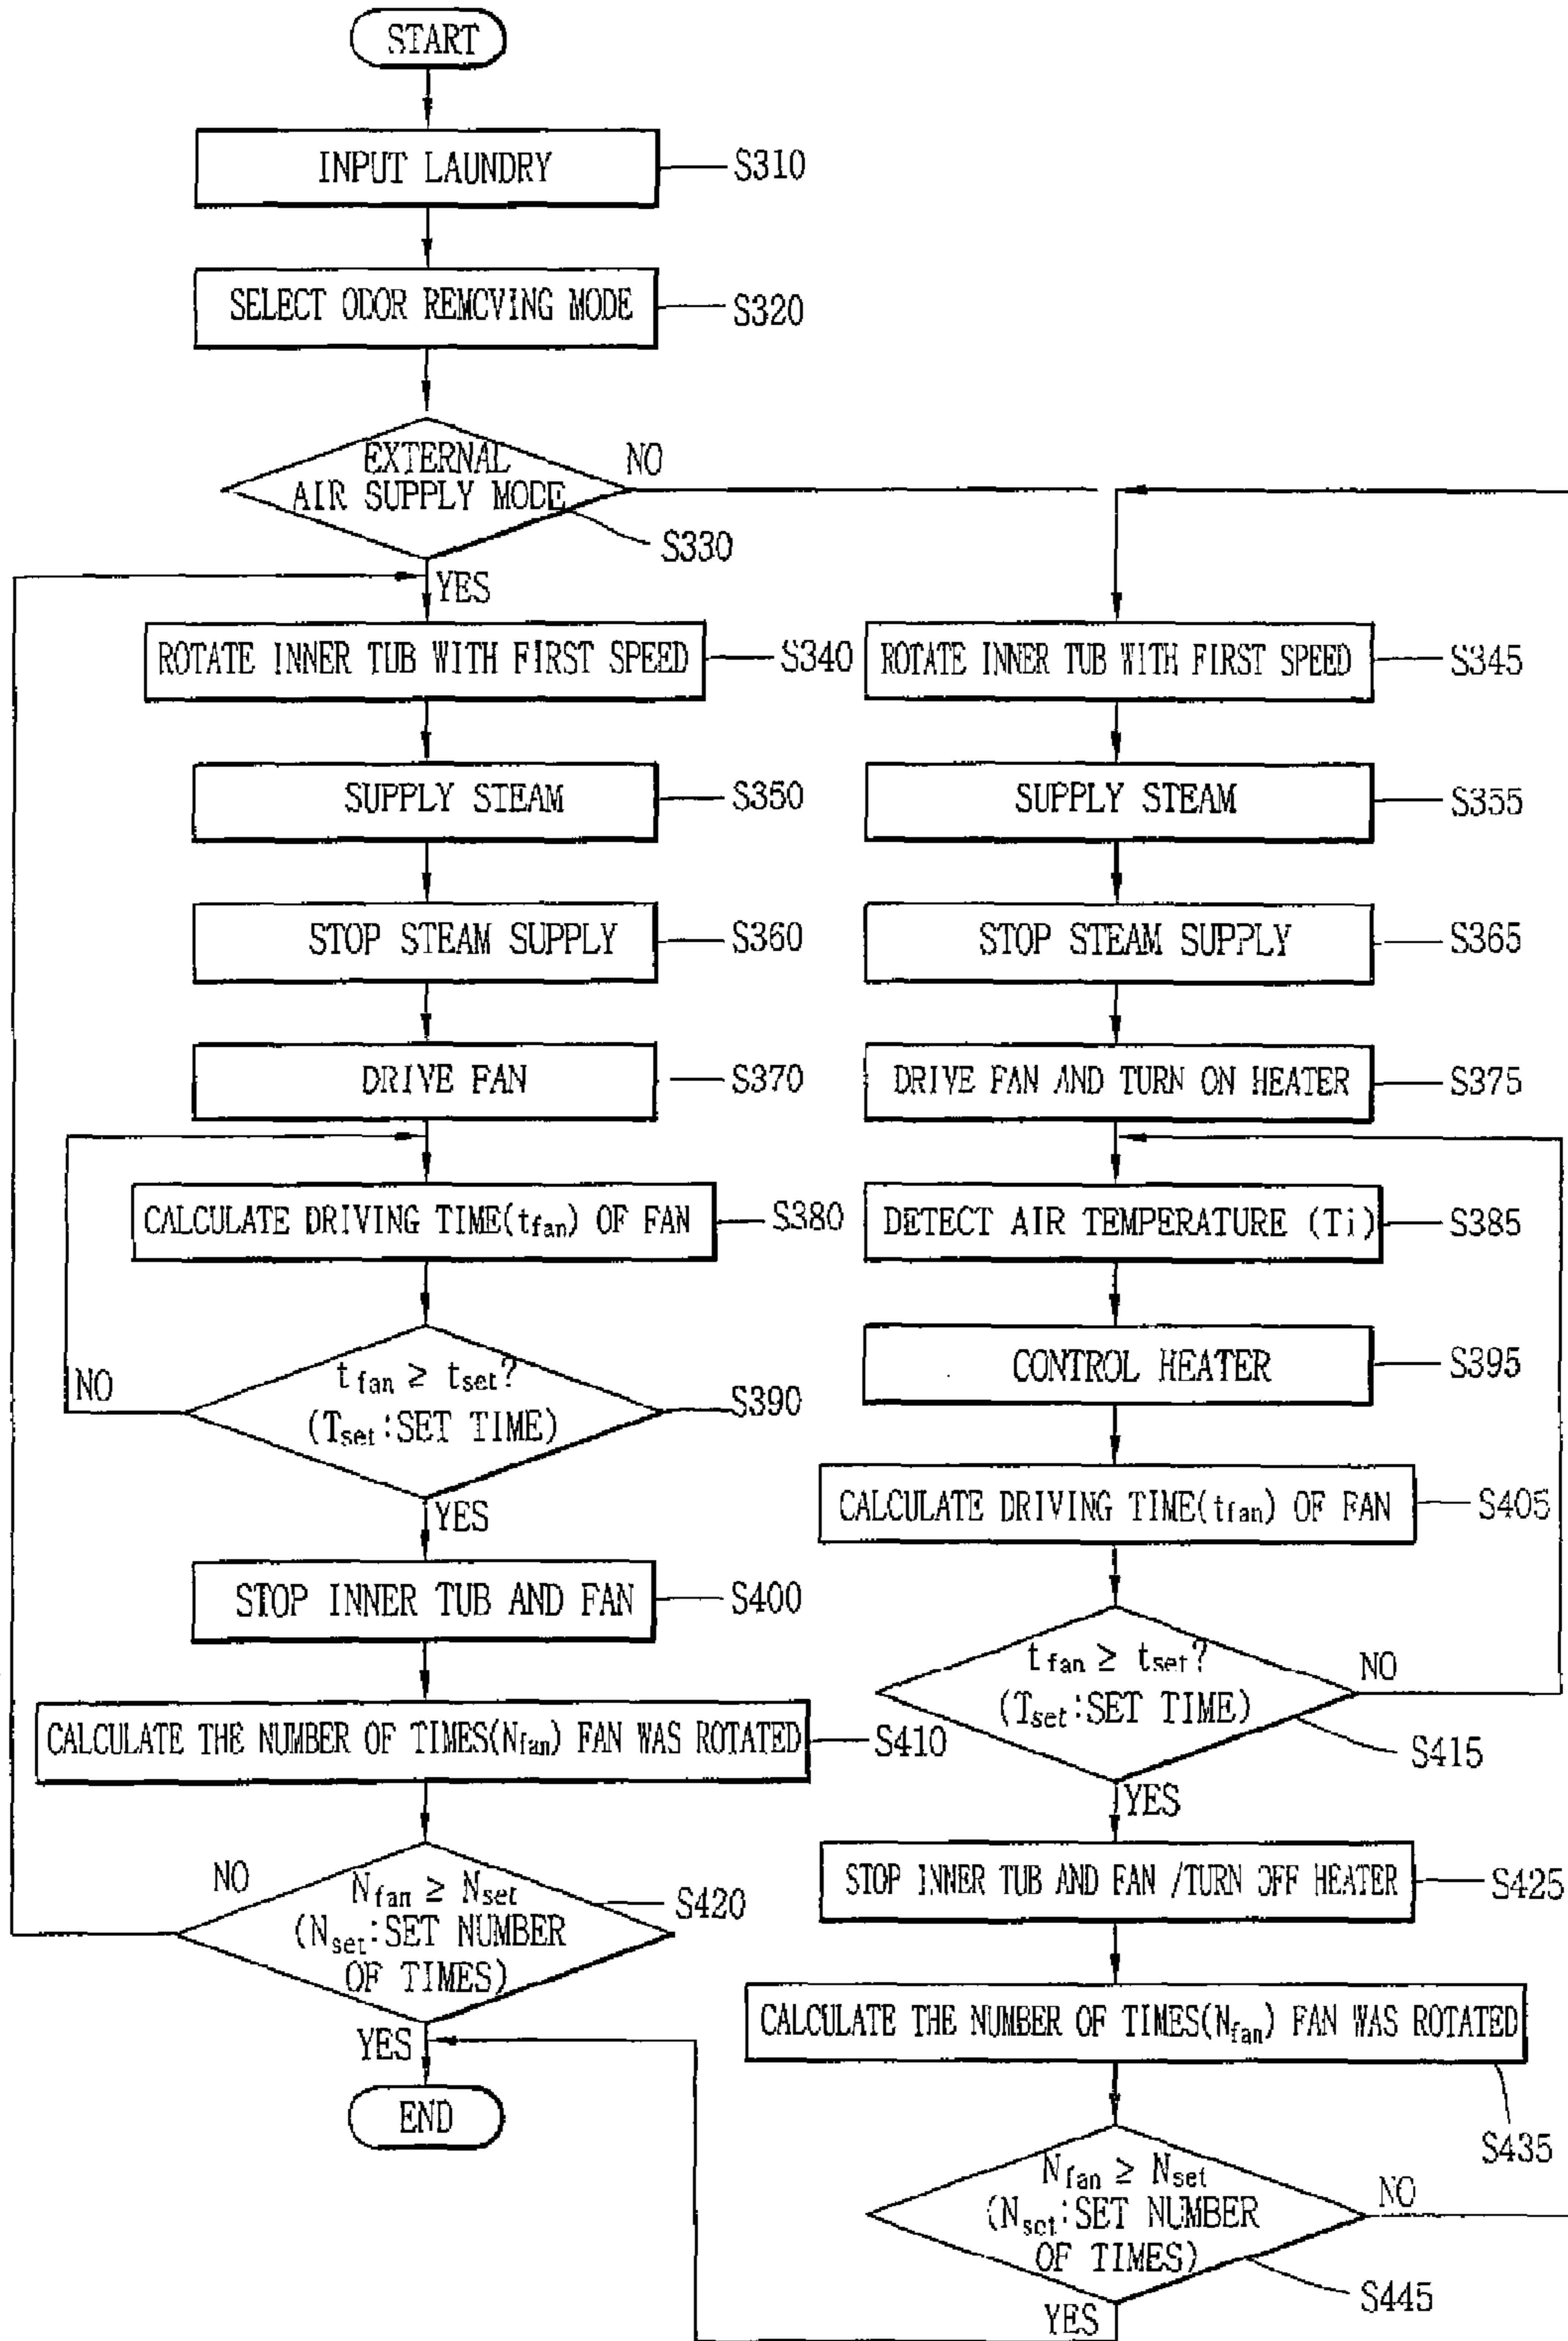 START
INPUT LAUNDRY
S310
SELECT ODOR REMOVING MODE
S320
EXTERNAL
AIR SUPPLY MODE
NO
S330
YES
ROTATE INNER TUB WITH FIRST SPEED
S340
SUPPLY STEAM
S350
STOP STEAM SUPPLY
S360
DRIVE FAN
S370
CALCULATE DRIVING TIME(tfan) OF FAN
S380
tfan ≥ tset?
(Tset:SET TIME)
NO
S390
YES
STOP INNER TUB AND FAN
S400
CALCULATE THE NUMBER OF TIMES(Nfan) FAN WAS ROTATED
S410
NO
Nfan ≥ Nset
(Nset:SET NUMBER
OF TIMES)
S420
YES
END
ROTATE INNER TUB WITH FIRST SPEED
S345
SUPPLY STEAM
S355
STOP STEAM SUPPLY
S365
DRIVE FAN AND TURN ON HEATER
S375
DETECT AIR TEMPERATURE (Ti)
S385
CONTROL HEATER
S395
CALCULATE DRIVING TIME(tfan) OF FAN
S405
tfan ≥ tset?
(Tset:SET TIME)
NO
S415
YES
STOP INNER TUB AND FAN /TURN OFF HEATER
S425
CALCULATE THE NUMBER OF TIMES(Nfan) FAN WAS ROTATED
S435
Nfan ≥ Nset
(Nset:SET NUMBER
OF TIMES)
NO
S445
YES